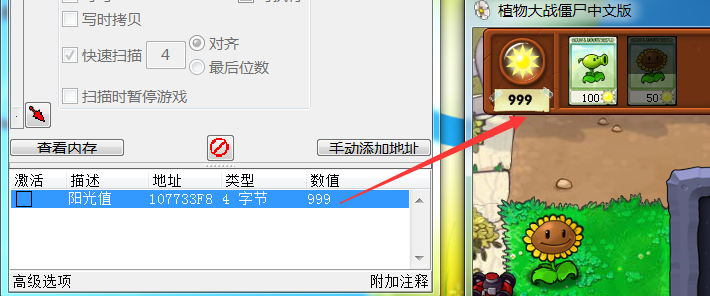 写时拷贝
快速扫描 4 对齐
最后位数
扫描时暂停游戏
查看内存
手动添加地址
激活 描述 地址 类型 数值
阳光值 107733F8 4 字节 999
高级选项 附加注释
植物大战僵尸中文版
999
100
50